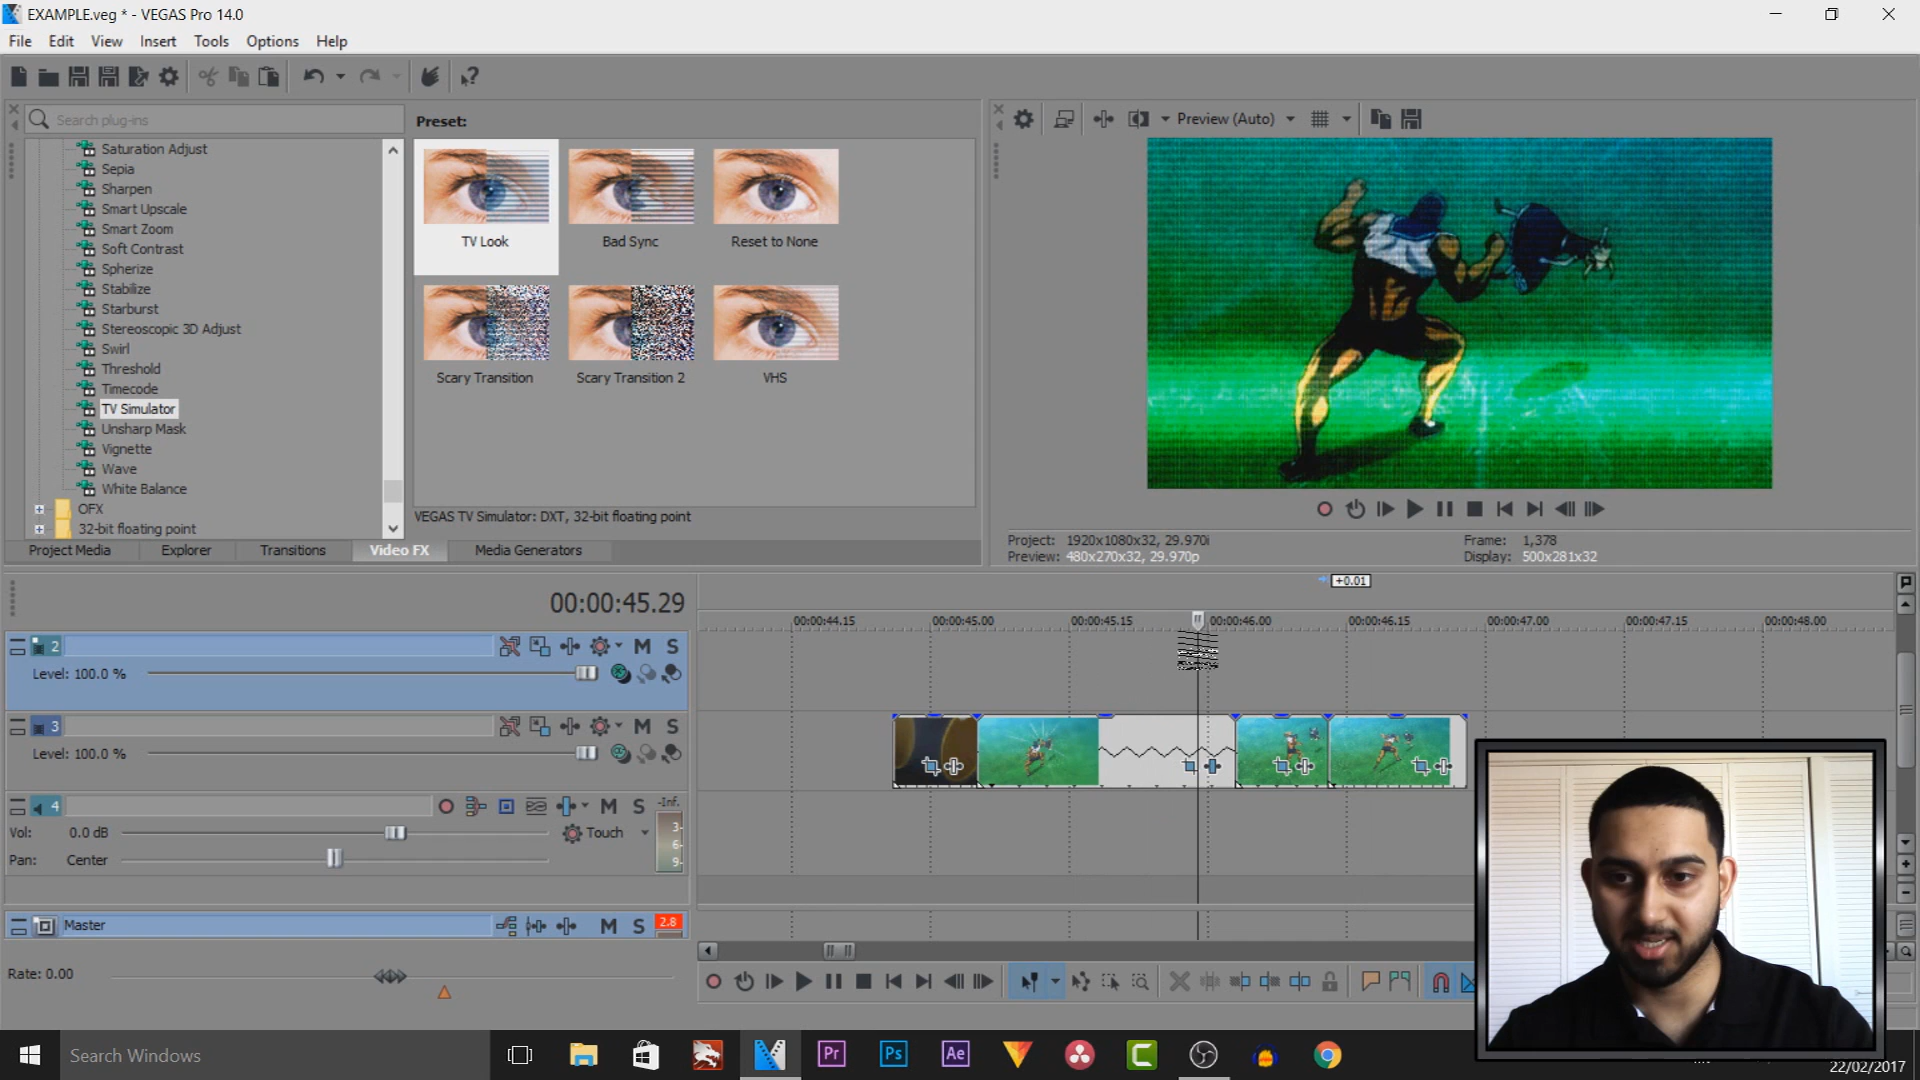 EXAMPLE.veg * - VEGAS Pro 14.0
File Edit View Insert Tools Options Help
Search plug-ins
Preset:
Preview (Auto)
Saturation Adjust
Sepia
Sharpen
Smart Upscale
Smart Zoom
Soft Contrast
Spherize
Stabilize
Starburst
Stereoscopic 3D Adjust
Swirl
Threshold
Timecode
TV Simulator
Unsharp Mask
Vignette
Wave
White Balance
OFX
32-bit floating point
TV Look Bad Sync Reset to None
Scary Transition Scary Transition 2 VHS
VEGAS TV Simulator: DXT, 32-bit floating point
Project Media Explorer Transitions Video FX Media Generators
Project: 1920x1080x32, 29.970i Frame: 1,378
Preview: 480x270x32, 29.970p Display: 500x281x32
+0.01
00:00:45.29
00:00:44.15 00:00:45.00 00:00:45.15 00:00:46.00 00:00:46.15 00:00:47.00 00:00:47.15 00:00:48.00
2 M S
Level: 100.0 %
3 M S
Level: 100.0 %
4 M S -Inf.
Vol: 0.0 dB Touch
Pan: Center
3-
6-
9-
Master M S 2.8
Rate: 0.00
Search Windows
Pr Ps Ae
22/02/2017